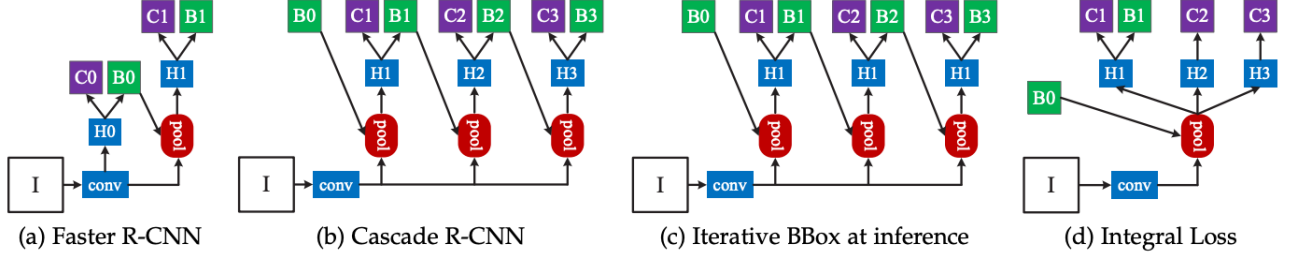 C1 B1
C0 B0
H1
H0
pool
I
conv
(a) Faster R-CNN
B0 C1 B1 C2 B2 C3 B3
H1 H2 H3
pool pool pool
I
conv
(b) Cascade R-CNN
B0 C1 B1 C2 B2 C3 B3
H1 H1 H1
pool pool pool
I
conv
(c) Iterative BBox at inference
C1 B1 C2 C3
H1 H2 H3
B0
pool
I
conv
(d) Integral Loss